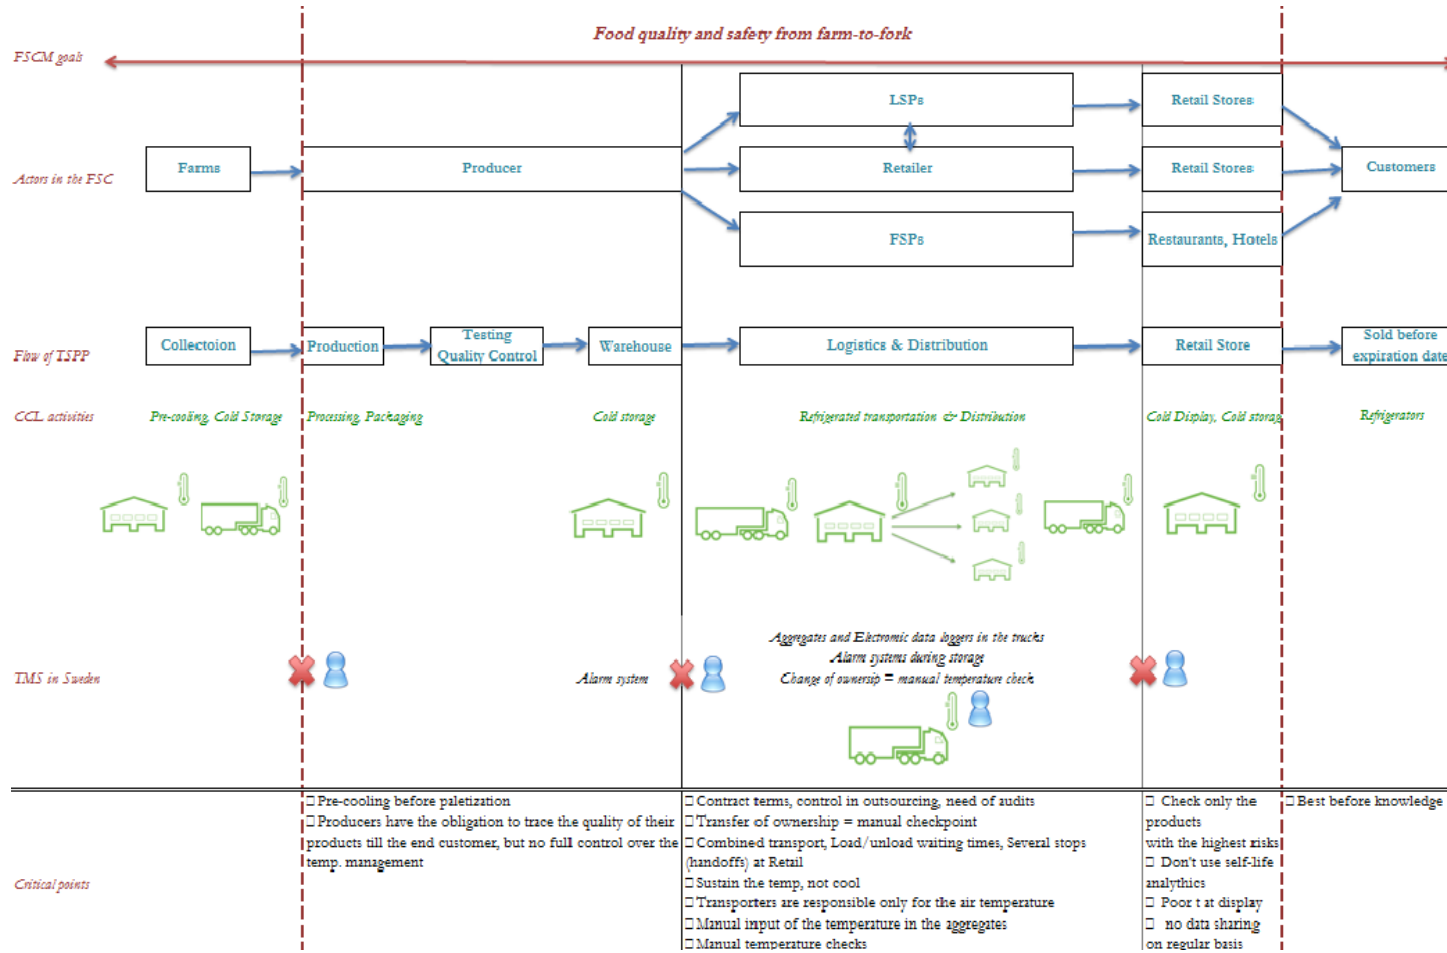 Food quality and safety from farm-to-fork
FSCM goals
LSPs
Retail Stores
Farms
Producer
Retailer
Retail Stores
Customers
Actors in the FSC
FSPs
Restaurants, Hotels
Collectoion
Production
Testing
Quality Control
Warehouse
Logistics & Distribution
Retail Store
Sold before
expiration date
Flow of TSPP
CCL activities
Pre-cooling, Cold Storage
Processing, Packaging
Cold storage
Refrigerated transportation & Distribution
Cold Display, Cold storag
Refrigerators
Aggregates and Electromic data loggers in the trucks
Alarm systems during storage
Change of ownersip = manual temperature check
TMS in Sweden
Alarm system
Pre-cooling before paletization
Producers have the obligation to trace the quality of their
products till the end customer, but no full control over the
temp. management
Contract terms, control in outsourcing, need of audits
Transfer of ownership = manual checkpoint
Combined transport, Load/unload waiting times, Several stops
(handoffs) at Retail
Sustain the temp, not cool
Transporters are responsible only for the air temperature
Manual input of the temperature in the aggregates
Manual temperature checks
Check only the
products
with the highest risks
Don't use self-life
analythics
Poor t at display
no data sharing
on regular basis
Best before knowledge
Critical points